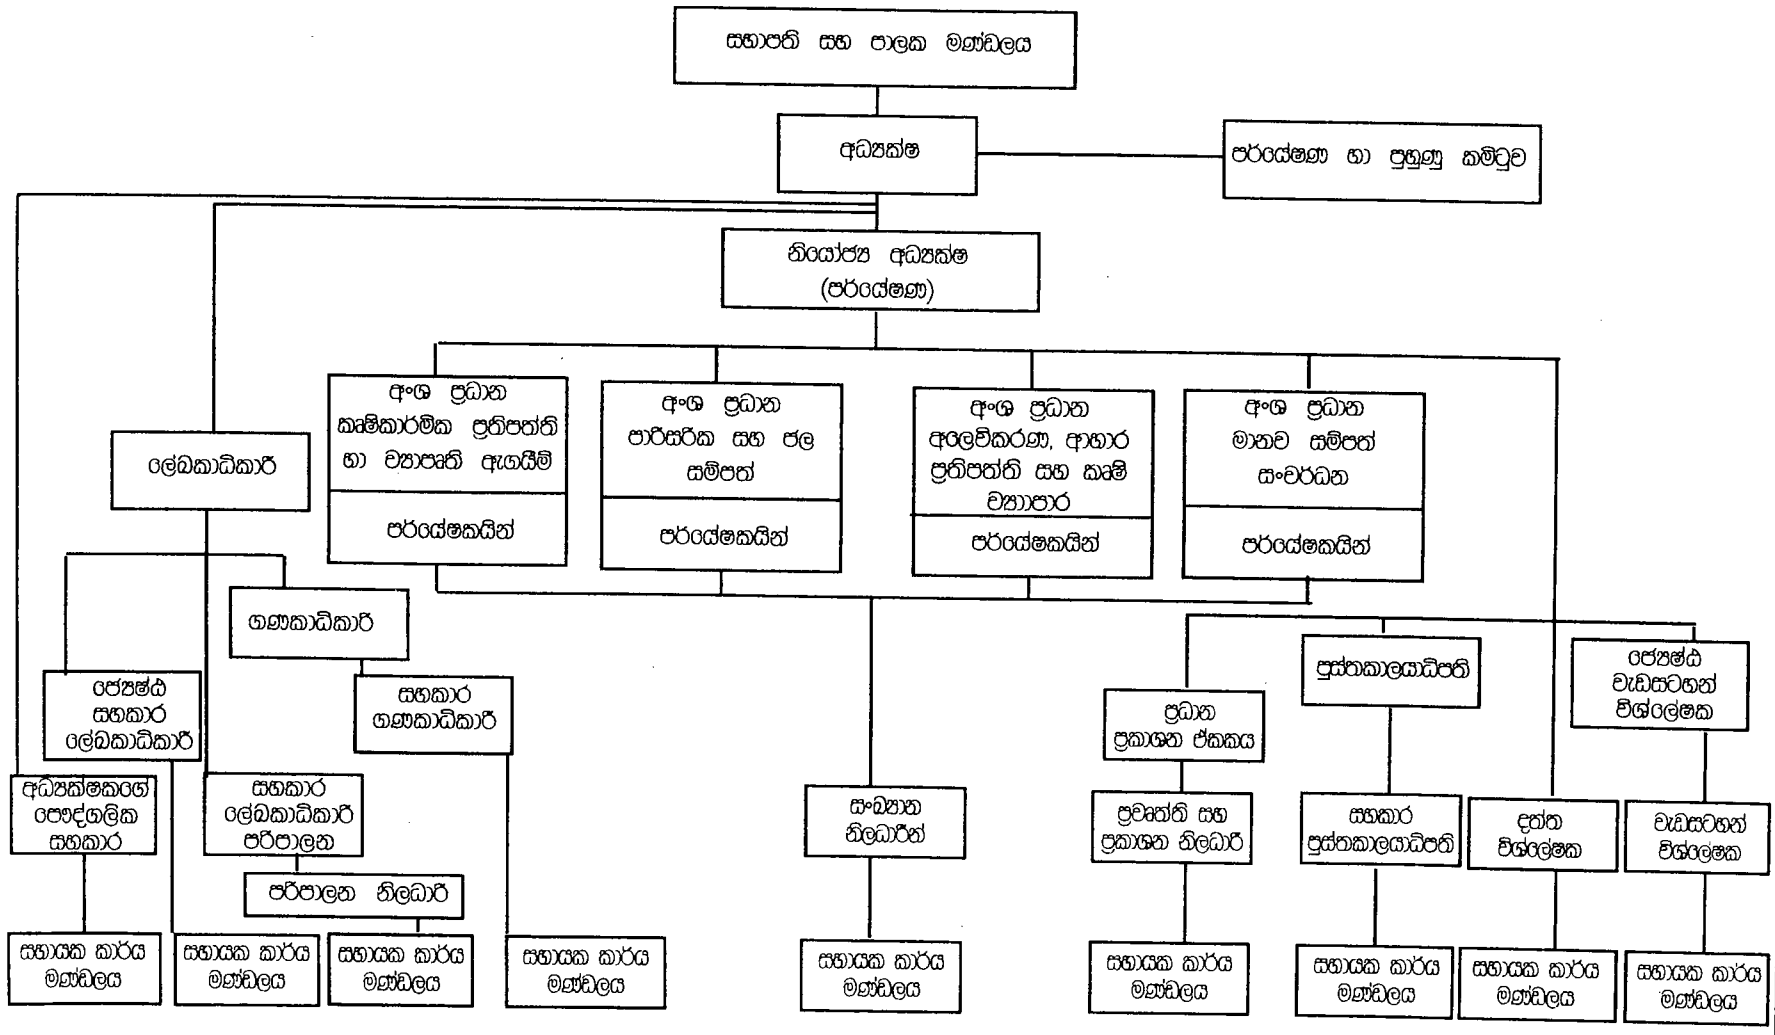 සභාපති සහ පාලක මණ්ඩලය
අධ්‍යක්ෂ
පර්යේෂණ හා පුහුණු කමිටුව
නියෝජ්‍ය අධ්‍යක්ෂ
(පර්යේෂණ)
අංශ ප්‍රධාන
කෘෂිකාර්මික ප්‍රතිපත්ති
හා ව්‍යාපෘති ඇගයීම්
පර්යේෂකයින්
අංශ ප්‍රධාන
පාරිසරික සහ ජල
සම්පත්
පර්යේෂකයින්
අංශ ප්‍රධාන
අලෙවිකරණ, ආහාර
ප්‍රතිපත්ති සහ කෘෂි
ව්‍යාපාර
පර්යේෂකයින්
අංශ ප්‍රධාන
මානව සම්පත්
සංවර්ධන
පර්යේෂකයින්
ලේඛකාධිකාරී
ගණකාධිකාරි
සහකාර
ගණකාධිකාරී
ජ්‍යෙෂ්ඨ
සහකාර
ලේඛකාධිකාරී
අධ්‍යක්ෂකගේ
පෞද්ගලික
සහකාර
සහකාර
ලේඛකාධිකාරි
පරිපාලන
පරිපාලන නිලධාරී
සංඛ්‍යාන
නිලධාරීන්
ප්‍රධාන
ප්‍රකාශන ඒකකය
පුස්තකාලයාධිපති
ජ්‍යෙෂ්ඨ
වැඩසටහන්
විශ්ලේෂක
ප්‍රවෘත්ති සහ
ප්‍රකාශන නිලධාරී
සහකාර
පුස්තකාලයාධිපති
දත්ත
විශ්ලේෂක
වැඩසටහන්
විශ්ලේෂක
සහායක කාර්ය
මණ්ඩලය
සහායක කාර්ය
මණ්ඩලය
සහායක කාර්ය
මණ්ඩලය
සහායක කාර්ය
මණ්ඩලය
සහායක කාර්ය
මණ්ඩලය
සහායක කාර්ය
මණ්ඩලය
සහායක කාර්ය
මණ්ඩලය
සහායක කාර්ය
මණ්ඩලය
සහායක කාර්ය
මණ්ඩලය